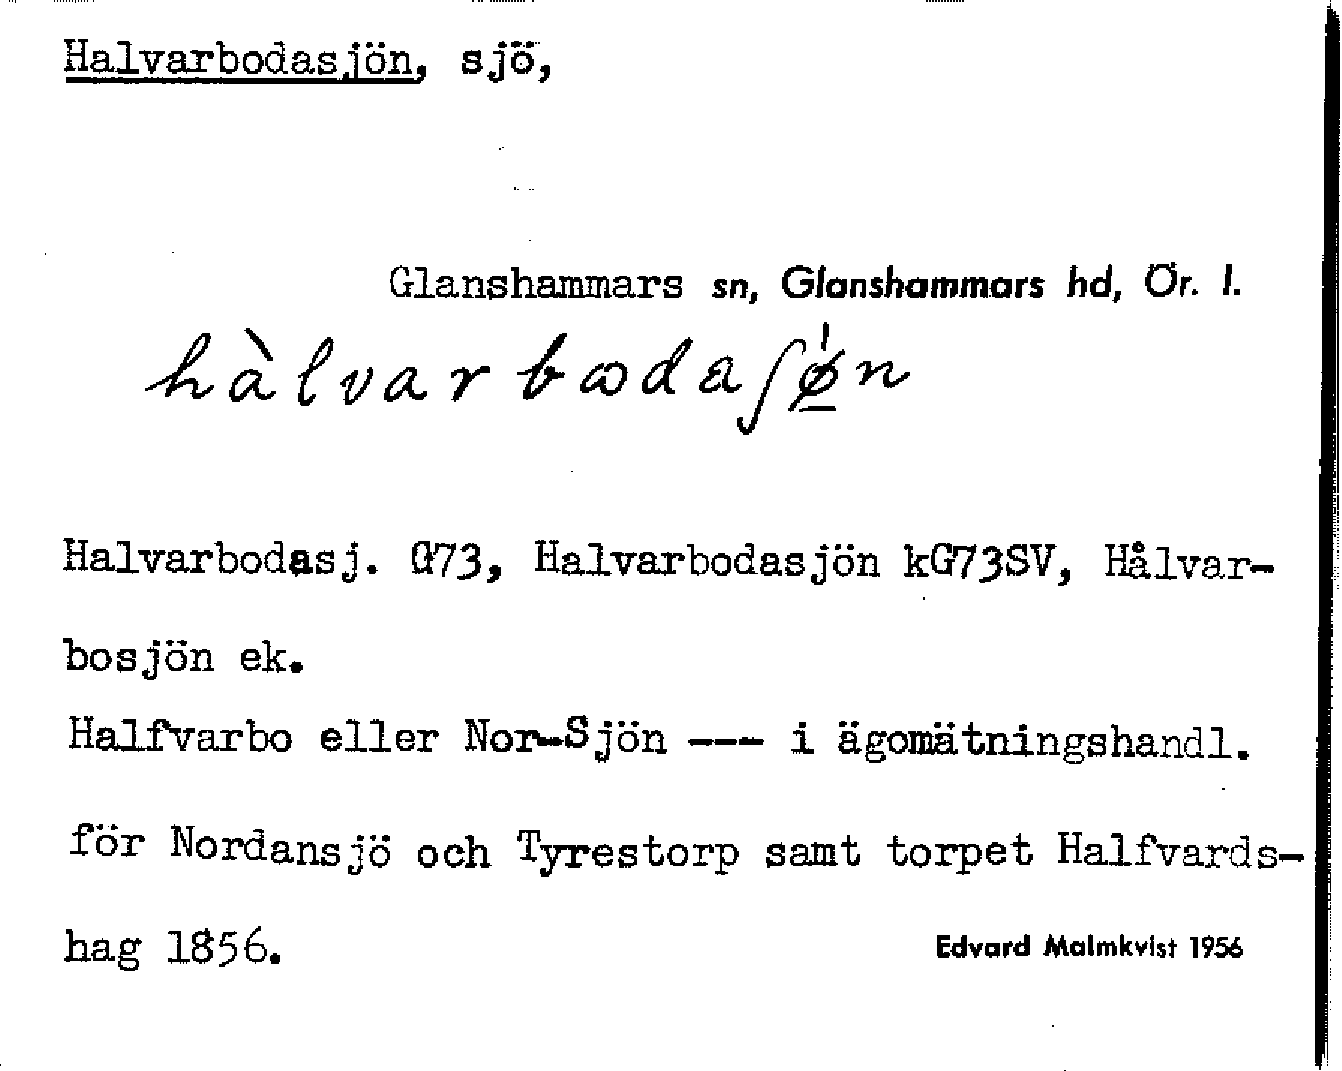 Halvarbodasjön, sjö,
Glanshammars sn, Glanshammars hd, Ör. l.
hàlvarbωdaʃø̱̍n
Halvarbodasj. G73, Halvarbodasjön kG73SV, Hålvar-
bosjön ek.
Halfvarbo eller Nor-Sjön --- i ägomätningshandl.
för Nordansjö och Tyrestorp samt torpet Halfvards-
hag 1856.
Edvard Malmkvist 1956